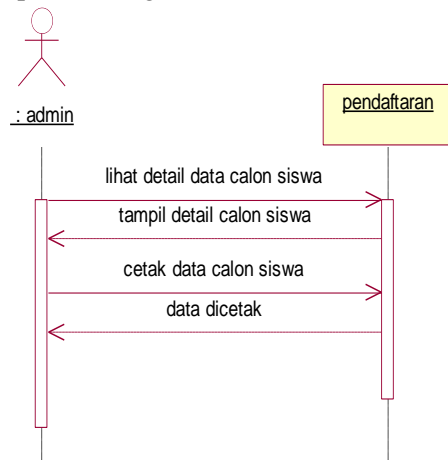 : admin
pendaftaran
lihat detail data calon siswa
tampil detail calon siswa
cetak data calon siswa
data dicetak